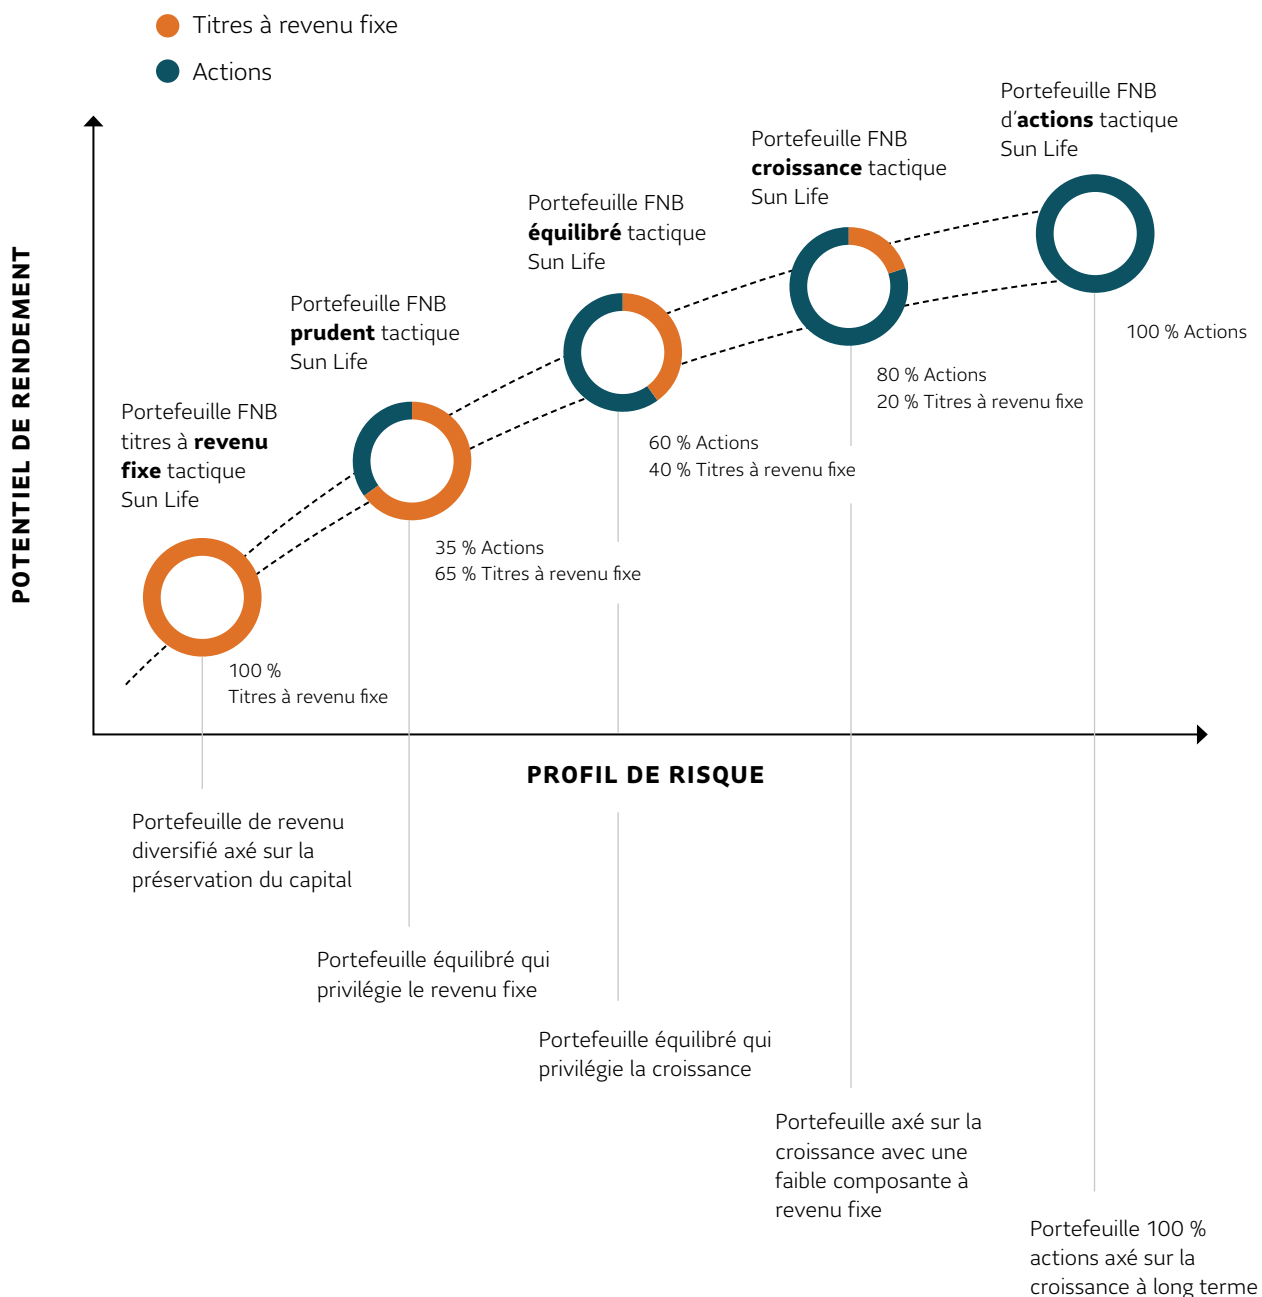 Titres à revenu fixe
Actions
POTENTIEL DE RENDEMENT
Portefeuille FNB
titres à revenu
fixe tactique
Sun Life
100 %
Titres à revenu fixe
Portefeuille FNB
prudent tactique
Sun Life
35 % Actions
65 % Titres à revenu fixe
Portefeuille FNB
équilibré tactique
Sun Life
60 % Actions
40 % Titres à revenu fixe
Portefeuille FNB
croissance tactique
Sun Life
80 % Actions
20 % Titres à revenu fixe
Portefeuille FNB
d'actions tactique
Sun Life
100 % Actions
PROFIL DE RISQUE
Portefeuille de revenu
diversifié axé sur la
préservation du capital
Portefeuille équilibré qui
privilégie le revenu fixe
Portefeuille équilibré qui
privilégie la croissance
Portefeuille axé sur la
croissance avec une
faible composante à
revenu fixe
Portefeuille 100 %
actions axé sur la
croissance à long terme